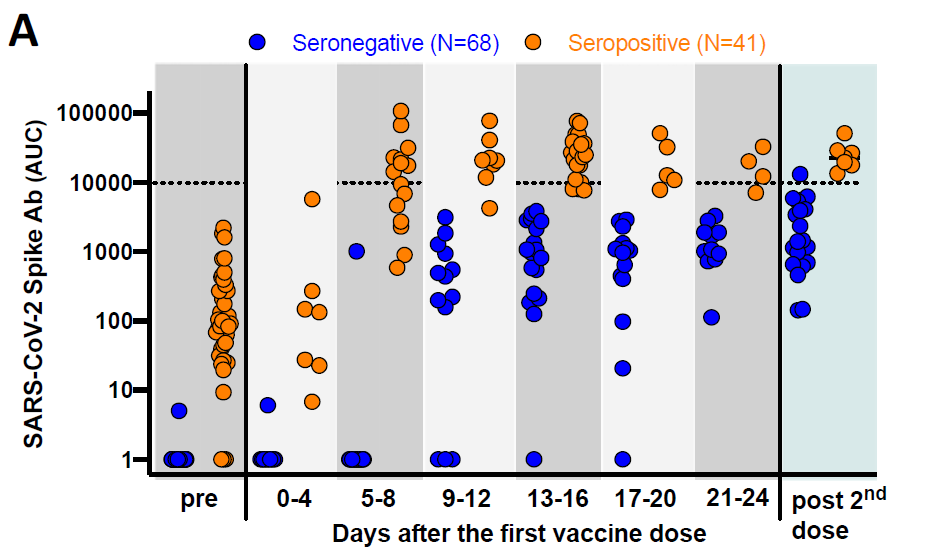 A
Seronegative (N=68) Seropositive (N=41)
SARS-CoV-2 Spike Ab (AUC)
100000
10000
1000
100
10
1
pre 0-4 5-8 9-12 13-16 17-20 21-24 post 2nd dose
Days after the first vaccine dose